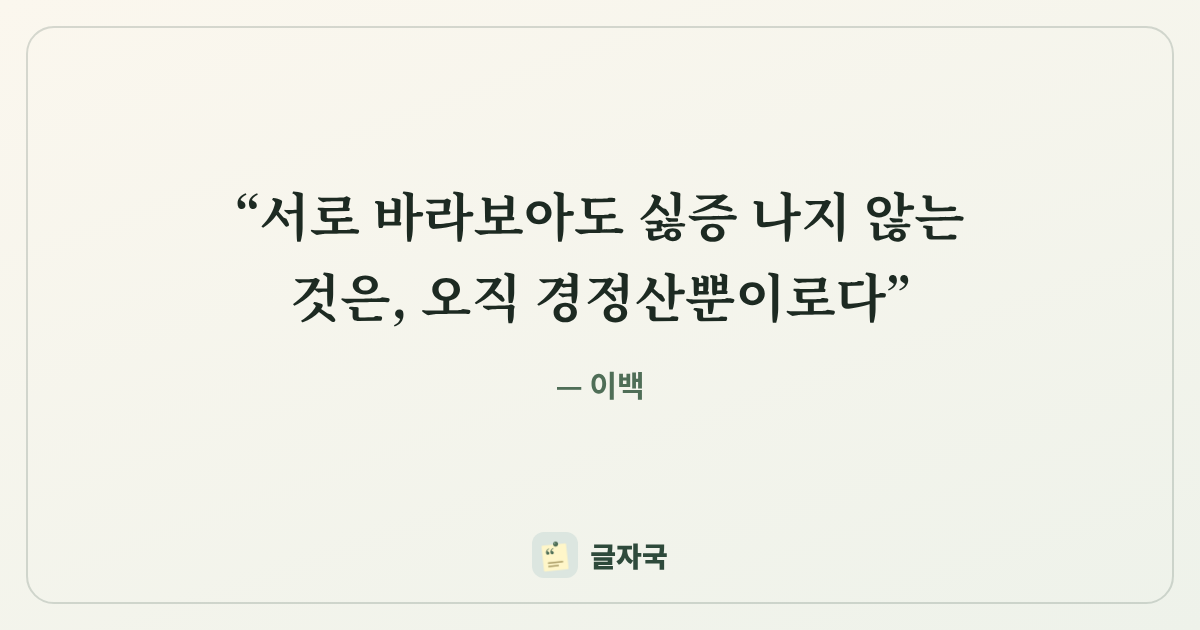 “서로 바라보아도 싫증 나지 않는
것은, 오직 경정산뿐이로다”
— 이백
글자국